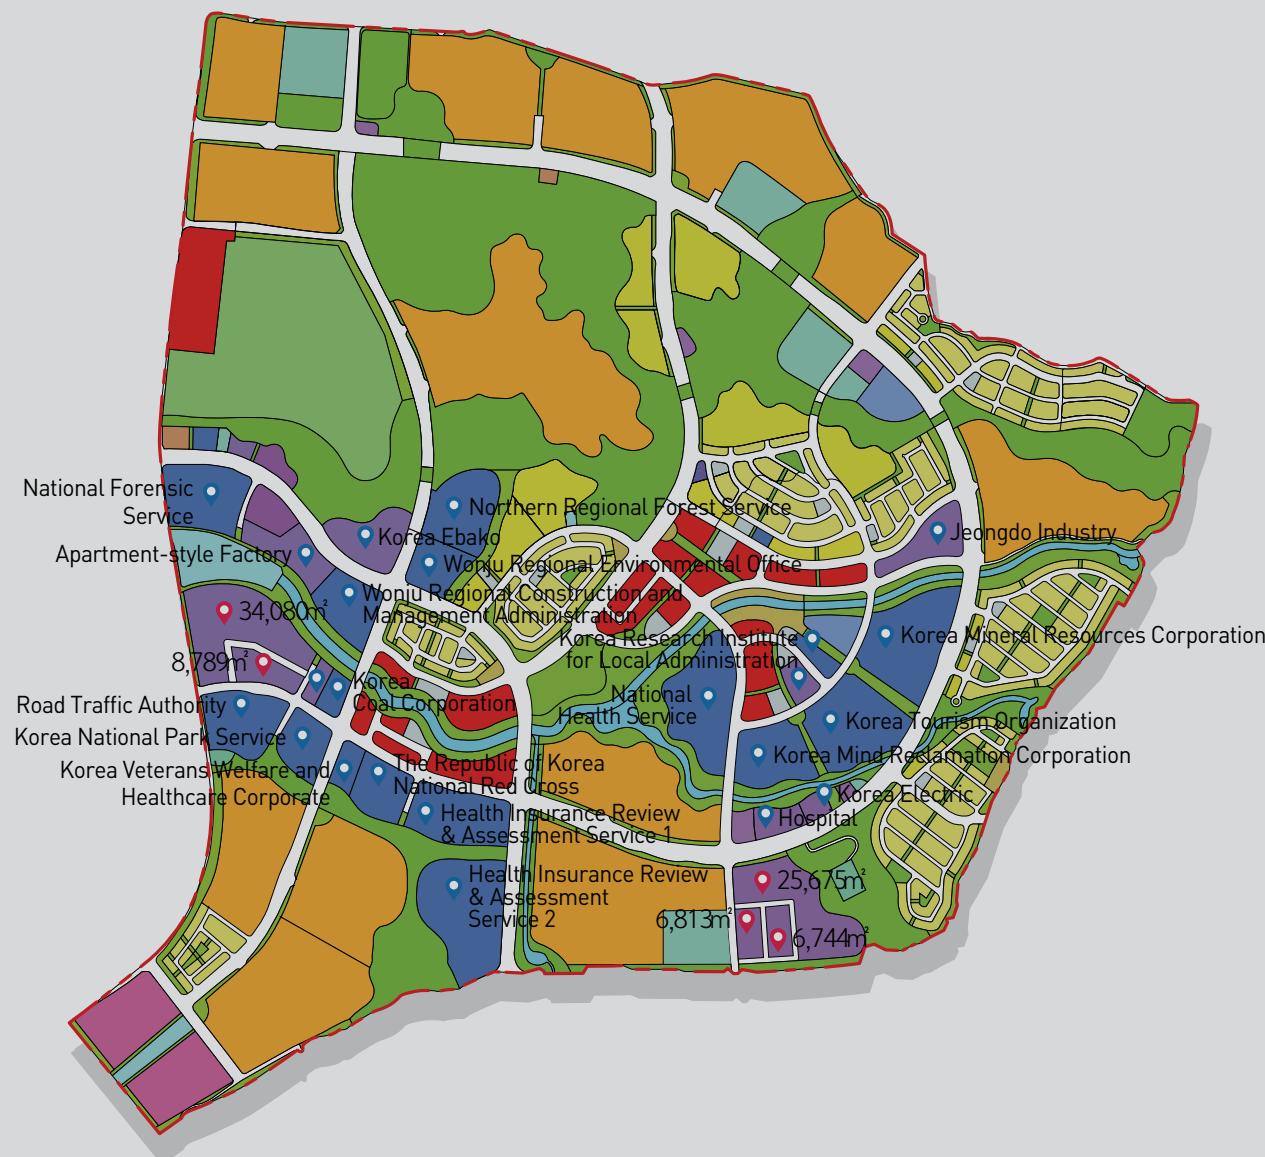 National Forensic
Service
Northern Regional Forest Service
Korea Ebako
Jeongdo Industry
Apartment-style Factory
Wonju Regional Environmental Office
Wonju Regional Construction and
Management Administration
34,080㎡
Korea Research Institute
for Local Administration
Korea Mineral Resources Corporation
8,789㎡
Korea
Coal Corporation
National
Health Service
Road Traffic Authority
Korea Tourism Organization
Korea National Park Service
Korea Mind Reclamation Corporation
Korea Veterans Welfare and
Healthcare Corporate
The Republic of Korea
National Red Cross
Korea Electric
Health Insurance Review
& Assessment Service 1
Hospital
Health Insurance Review
& Assessment
Service 2
25,675㎡
6,813㎡
6,744㎡